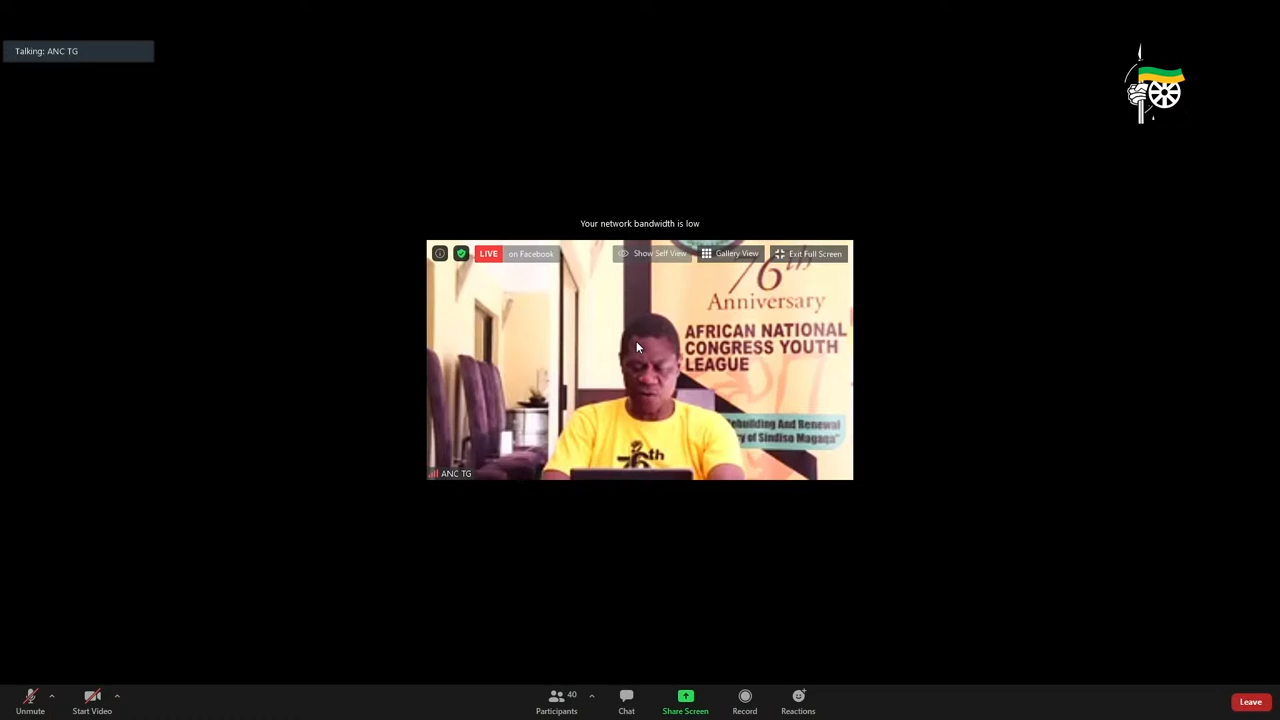 Talking: ANC TG
Your network bandwidth is low
LIVE on Facebook
Show Self View
Gallery View
Exit Full Screen
76th
Anniversary
AFRICAN NATIONAL
CONGRESS YOUTH
LEAGUE
ebuilding And Renewal
y of Sindiso Magaqa"
76th
ANC TG
Unmute
Start Video
40
Participants
Chat
Share Screen
Record
Reactions
Leave